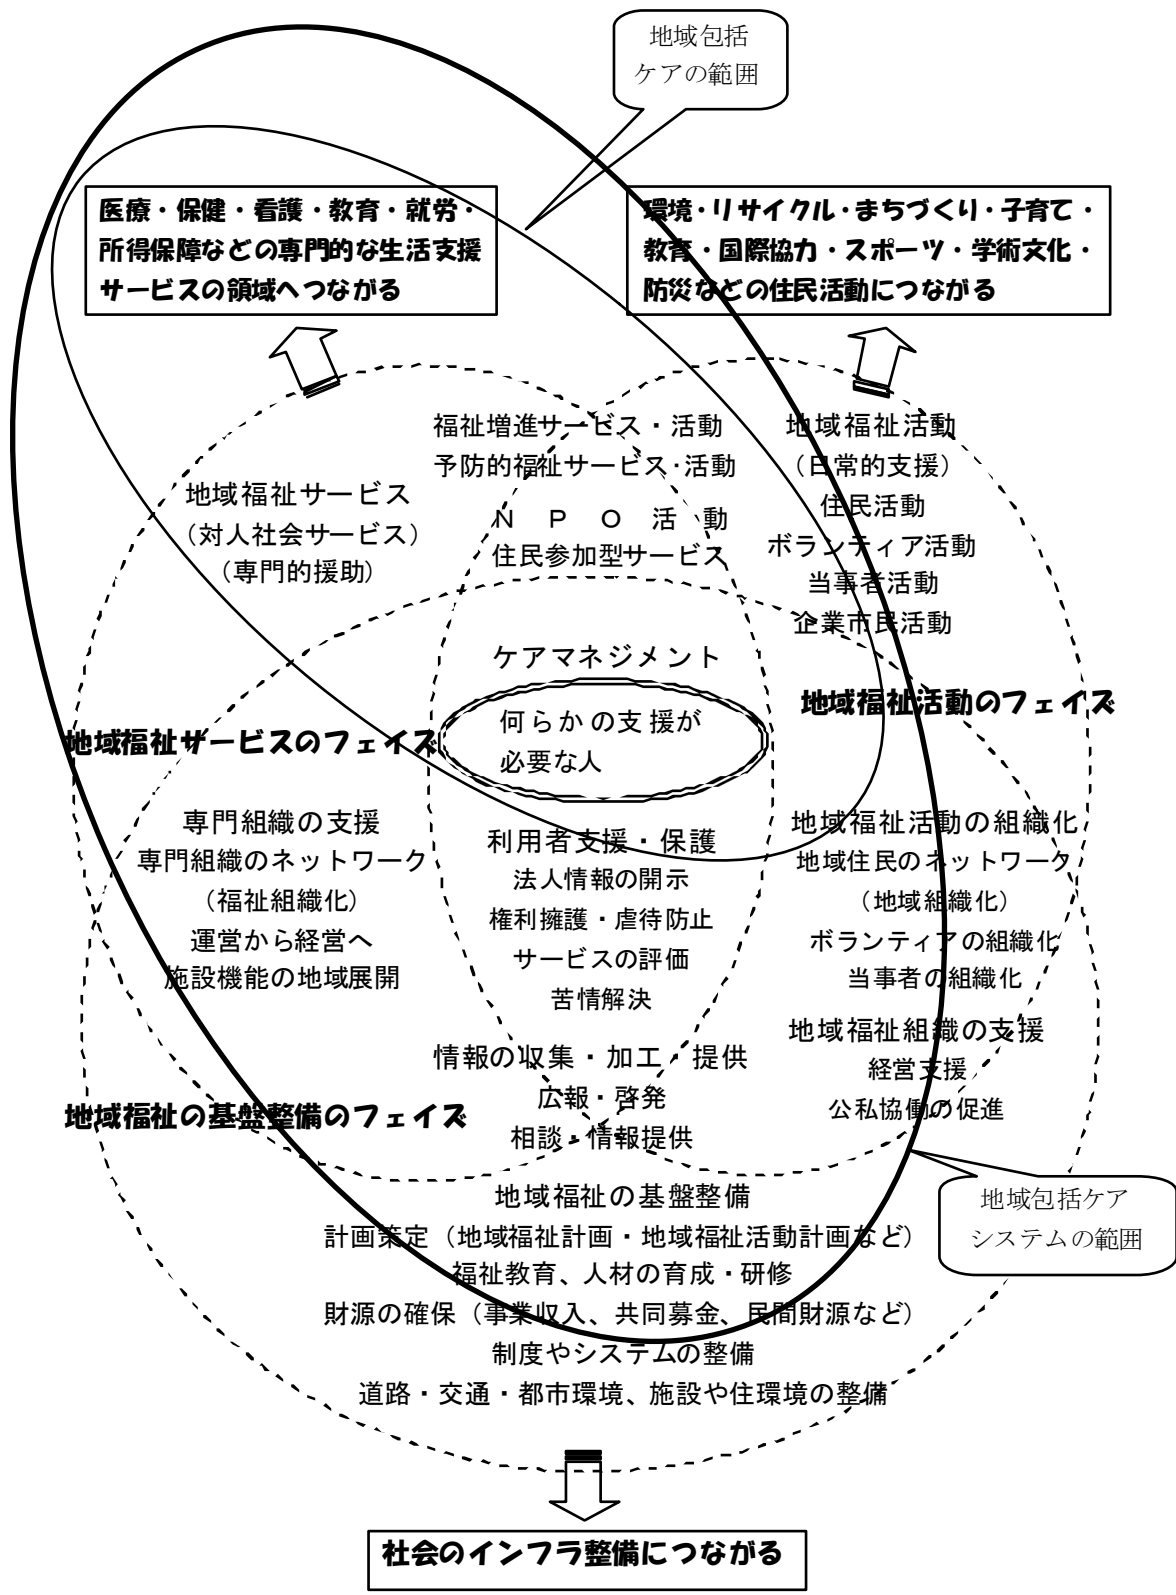 地域包括
ケアの範囲
医療・保健・看護・教育・就労・
所得保障などの専門的な生活支援
サービスの領域へつながる
環境・リサイクル・まちづくり・子育て・
教育・国際協力・スポーツ・学術文化・
防災などの住民活動につながる
福祉増進サービス・活動
予防的福祉サービス・活動
NPO活動
住民参加型サービス
地域福祉サービス
(対人社会サービス)
(専門的援助)
地域福祉活動
(日常的支援)
住民活動
ボランティア活動
当事者活動
企業市民活動
ケアマネジメント
何らかの支援が
必要な人
地域福祉サービスのフェイズ
地域福祉活動のフェイズ
専門組織の支援
専門組織のネットワーク
(福祉組織化)
運営から経営へ
施設機能の地域展開
利用者支援・保護
法人情報の開示
権利擁護・虐待防止
サービスの評価
苦情解決
地域福祉活動の組織化
地域住民のネットワーク
(地域組織化)
ボランティアの組織化
当事者の組織化
地域福祉組織の支援
経営支援
公私協働の促進
情報の収集・加工・提供
広報・啓発
相談・情報提供
地域福祉の基盤整備のフェイズ
地域福祉の基盤整備
計画策定(地域福祉計画・地域福祉活動計画など)
福祉教育、人材の育成・研修
財源の確保(事業収入、共同募金、民間財源など)
制度やシステムの整備
道路・交通・都市環境、施設や住環境の整備
地域包括ケア
システムの範囲
社会のインフラ整備につながる